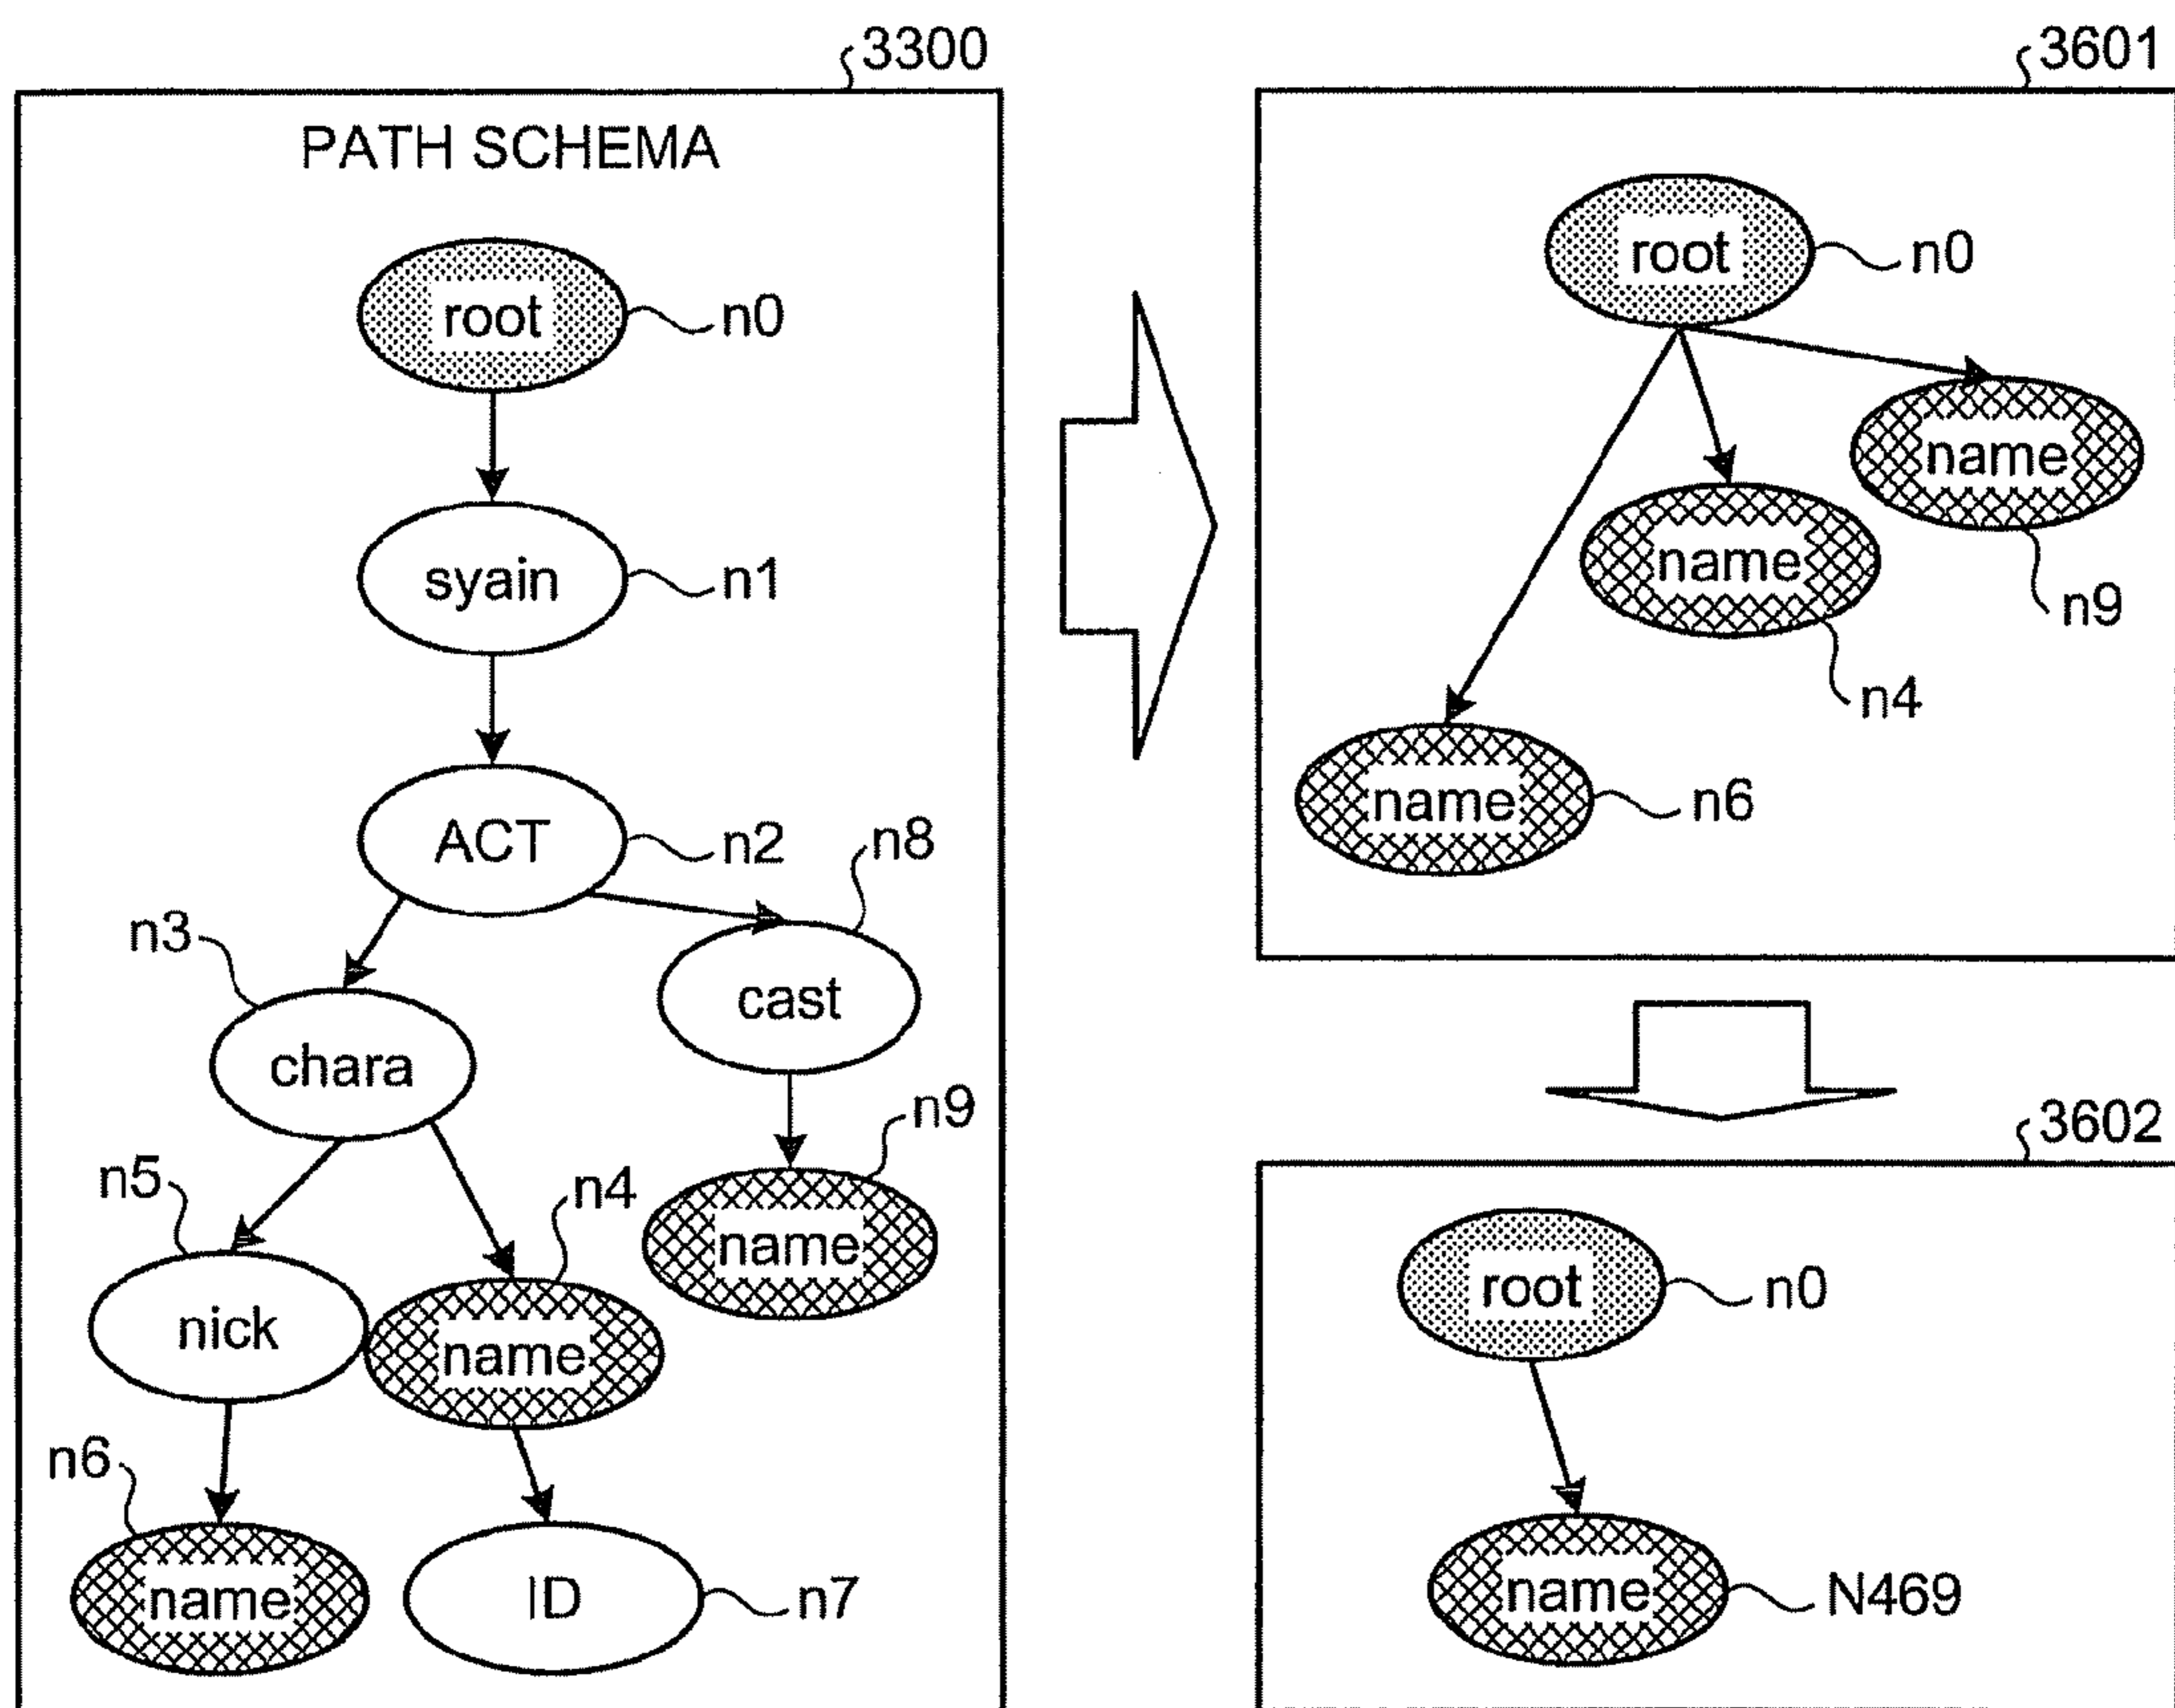 3300
PATH SCHEMA
root
n0
syain
n1
ACT
n2
n8
n3
cast
chara
n9
n5
n4
name
nick
name
n6
name
ID
n7
3601
root
n0
name
name
n9
n4
name
n6
3602
root
n0
name
N469